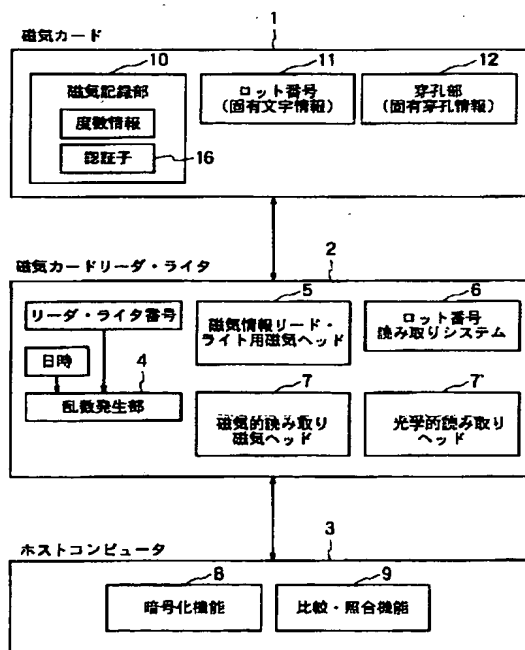 磁気カード
1
10
磁気記録部
度数情報
認証子
16
11
ロット番号
(固有文字情報)
12
穿孔部
(固有穿孔情報)
磁気カードリーダ・ライタ
2
リーダ・ライタ番号
日時
4
乱数発生部
5
磁気情報リード・
ライト用磁気ヘッド
6
ロット番号
読み取りシステム
7
磁気的読み取り
磁気ヘッド
7'
光学的読み取り
ヘッド
ホストコンピュータ
3
8
暗号化機能
9
比較・照合機能